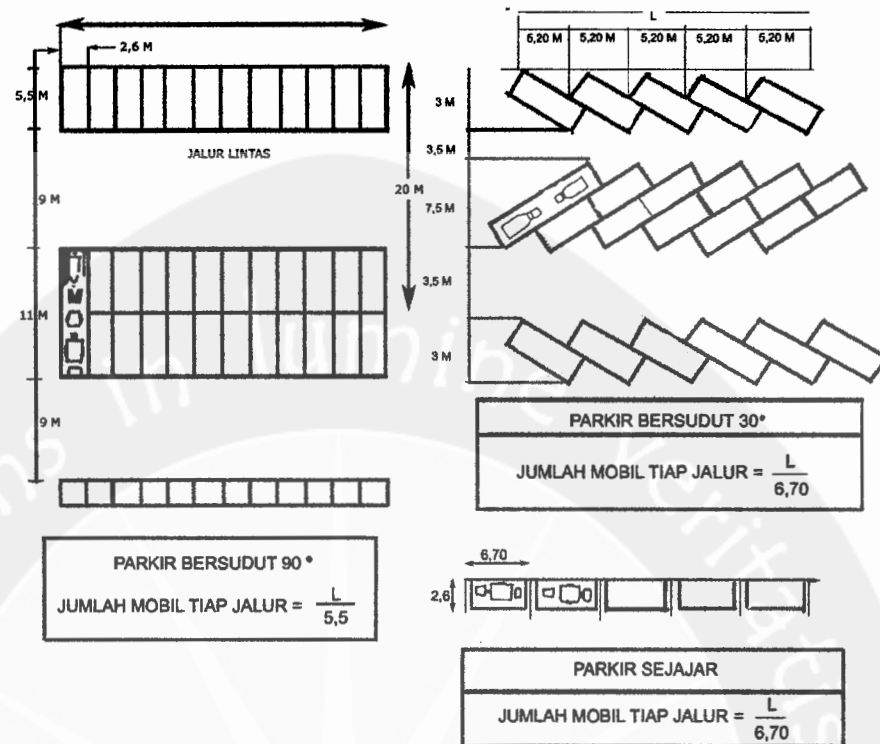 2,6 M
5,5 M
JALUR LINTAS
9 M
20 M
11 M
9 M
PARKIR BERSUDUT 90°
JUMLAH MOBIL TIAP JALUR = L
5,5
L
5,20 M 5,20 M 5,20 M 5,20 M 5,20 M
3 M
3,5 M
7,5 M
3,5 M
3 M
PARKIR BERSUDUT 30°
JUMLAH MOBIL TIAP JALUR = L
6,70
6,70
2,6
PARKIR SEJAJAR
JUMLAH MOBIL TIAP JALUR = L
6,70
in lumine veritatis